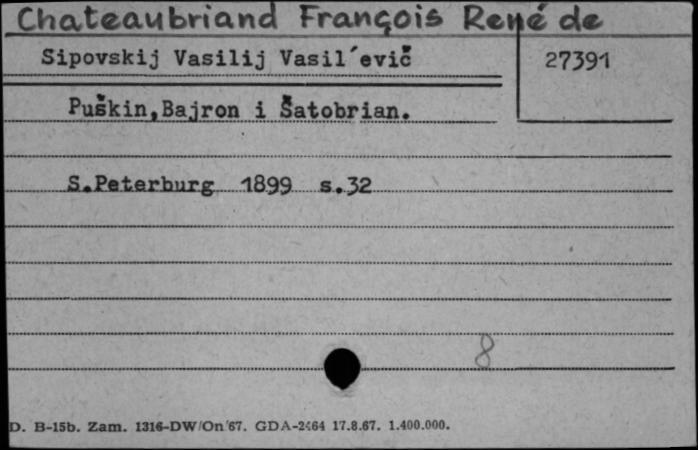 Chateaubriand François René de
Sipovskij Vasilij Vasil´evič 27391
Puškin,Bajron i Šatobrian.
S.Peterburg 1899 s.32
8
D. B-15b. Zam. 1316-DW/On/67. GDA-2464 17.8.67. 1.400.000.